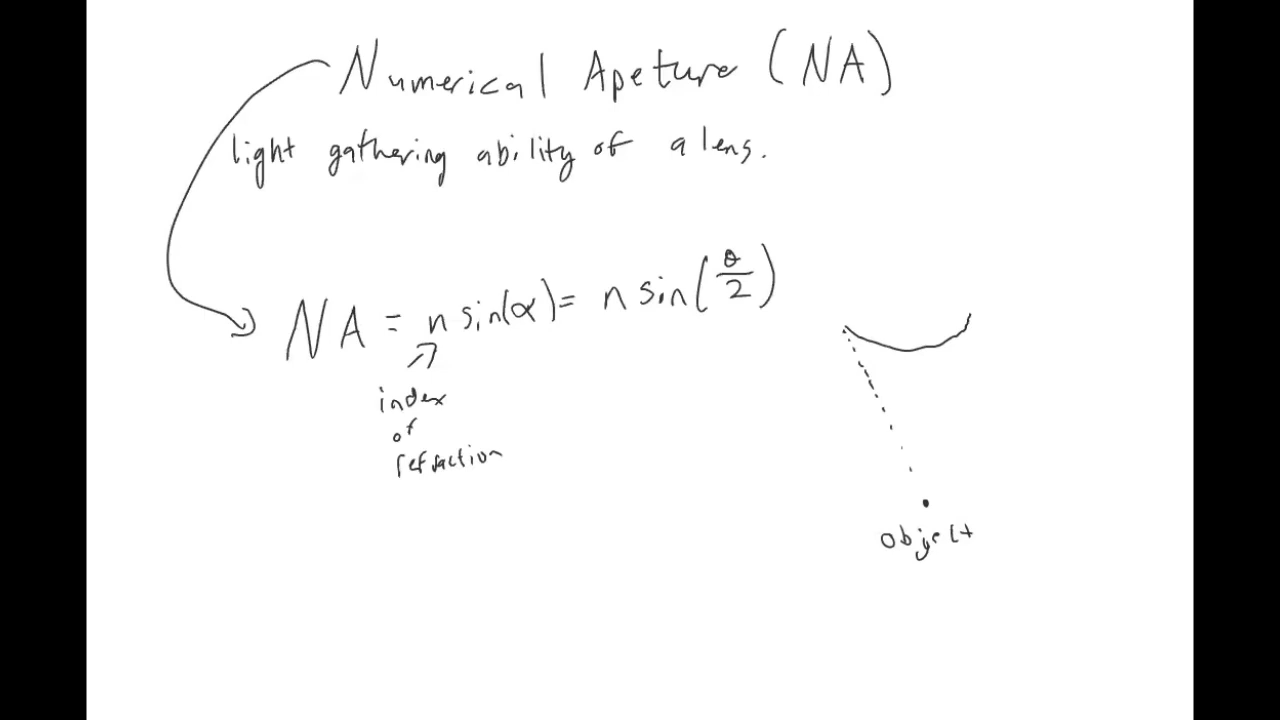 Numerical Apeture (NA)
light gathering ability of a lens.
NA = n sin(α) = n sin(θ/2)
index
of
refraction
object